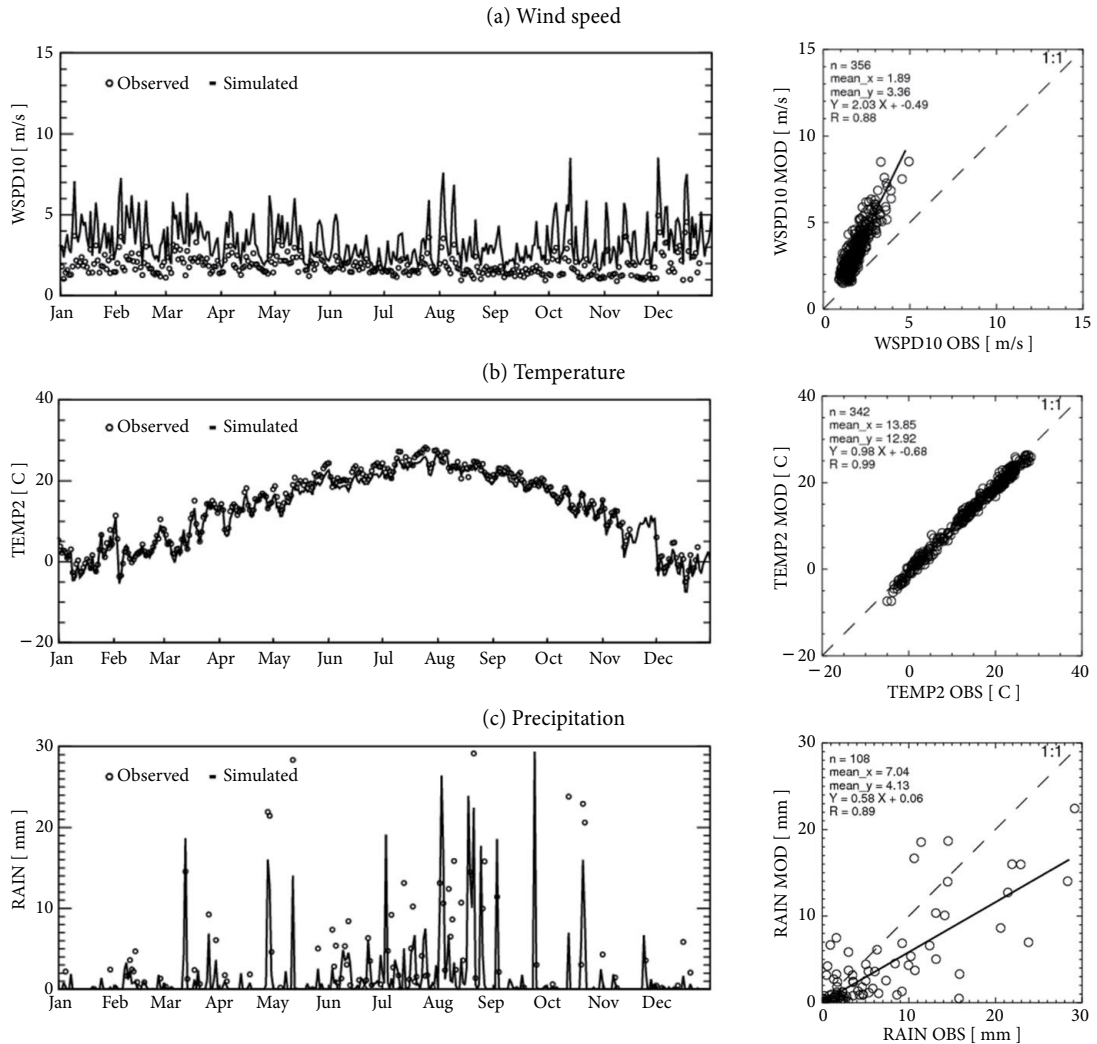 (a) Wind speed
15
10
5
0
WSPD10 [ m/s ]
Observed
Simulated
Jan Feb Mar Apr May Jun Jul Aug Sep Oct Nov Dec
15
10
5
0
WSPD10 MOD [ m/s ]
n = 356
mean_x = 1.89
mean_y = 3.36
Y = 2.03 X + -0.49
R = 0.88
1:1
0 5 10 15
WSPD10 OBS [ m/s ]
(b) Temperature
40
20
0
−20
TEMP2 [ C ]
Observed
Simulated
Jan Feb Mar Apr May Jun Jul Aug Sep Oct Nov Dec
40
20
0
−20
TEMP2 MOD [ C ]
n = 342
mean_x = 13.85
mean_y = 12.92
Y = 0.98 X + -0.68
R = 0.99
1:1
−20 0 20 40
TEMP2 OBS [ C ]
(c) Precipitation
30
20
10
0
RAIN [ mm ]
Observed
Simulated
Jan Feb Mar Apr May Jun Jul Aug Sep Oct Nov Dec
30
20
10
0
RAIN MOD [ mm ]
n = 108
mean_x = 7.04
mean_y = 4.13
Y = 0.58 X + 0.06
R = 0.89
1:1
0 10 20 30
RAIN OBS [ mm ]